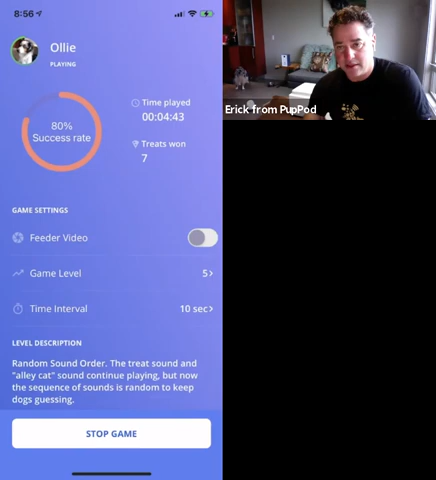 8:56
Ollie
PLAYING
80%
Success rate
Time played
00:04:43
Treats won
7
GAME SETTINGS
Feeder Video
Game Level 5>
Time Interval 10 sec>
LEVEL DESCRIPTION
Random Sound Order. The treat sound and
"alley cat" sound continue playing, but now
the sequence of sounds is random to keep
dogs guessing.
STOP GAME
Erick from PupPod